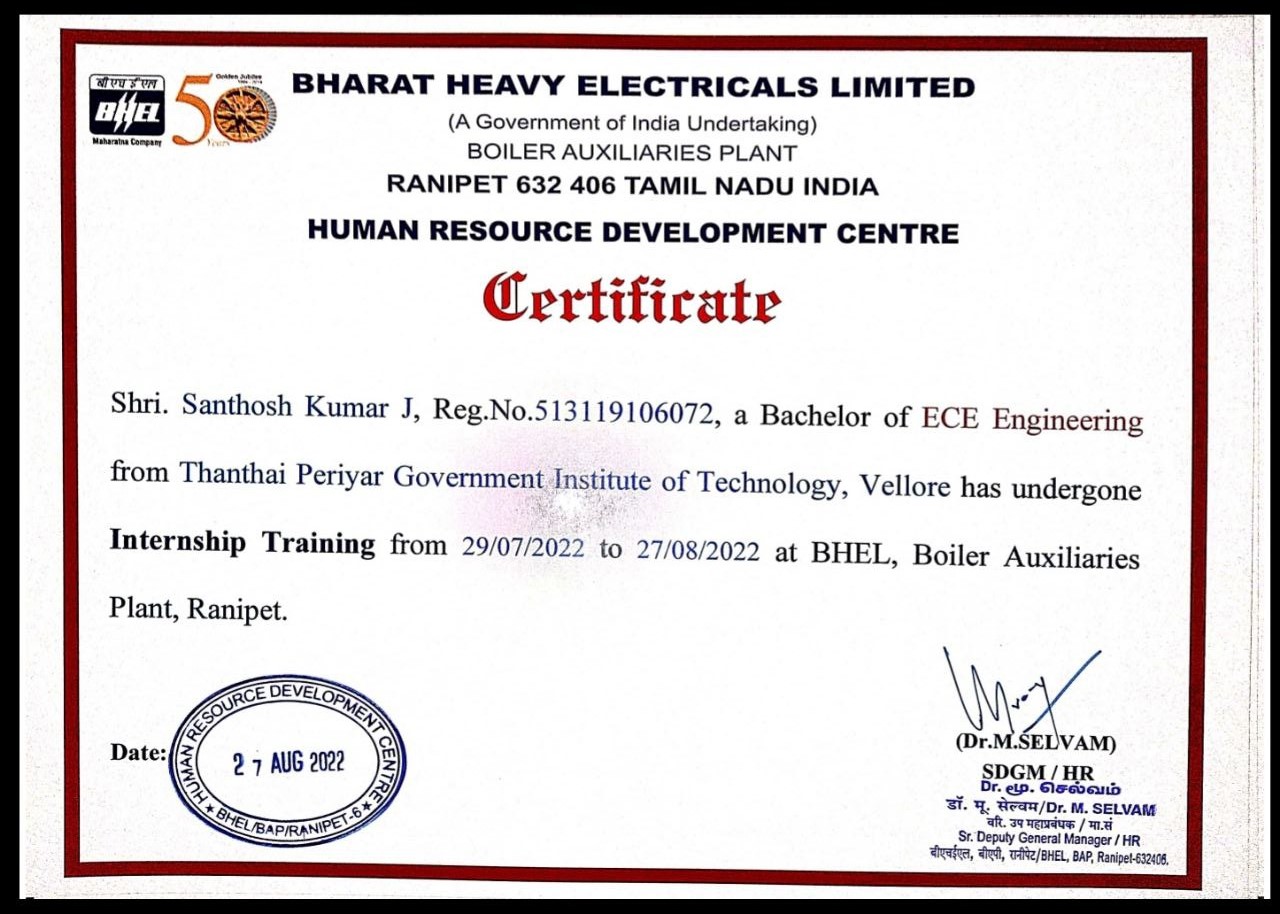 बी एच ई एल
BHEL
Maharatna Company
Golden Jubilee
50
Years
BHARAT HEAVY ELECTRICALS LIMITED
(A Government of India Undertaking)
BOILER AUXILIARIES PLANT
RANIPET 632 406 TAMIL NADU INDIA
HUMAN RESOURCE DEVELOPMENT CENTRE
Certificate
Shri. Santhosh Kumar J, Reg.No.513119106072, a Bachelor of ECE Engineering
from Thanthai Periyar Government Institute of Technology, Vellore has undergone
Internship Training from 29/07/2022 to 27/08/2022 at BHEL, Boiler Auxiliaries
Plant, Ranipet.
Date:
HUMAN RESOURCE DEVELOPMENT CENTRE
27 AUG 2022
★ BHEL/BAP/RANIPET-6 ★
(Dr.M.SELVAM)
SDGM / HR
Dr. மூ. செல்வம்
डॉ. मू. सेल्वम/Dr. M. SELVAM
वरि. उप महाप्रबंधक / मा.सं
Sr. Deputy General Manager / HR
बीएचईएल, बीएपी, रानीपेट/BHEL, BAP, Ranipet-632406.